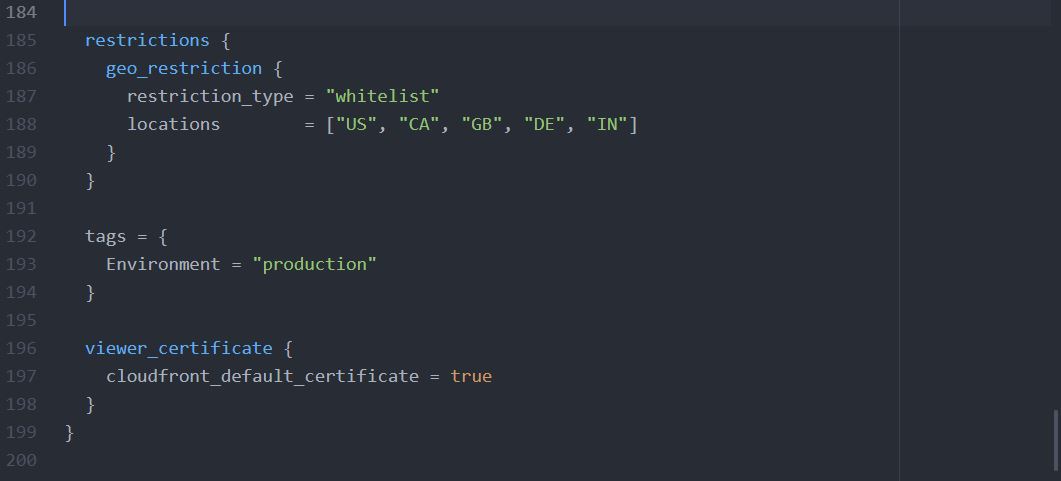 184
185   restrictions {
186     geo_restriction {
187       restriction_type = "whitelist"
188       locations        = ["US", "CA", "GB", "DE", "IN"]
189     }
190   }
191
192   tags = {
193     Environment = "production"
194   }
195
196   viewer_certificate {
197     cloudfront_default_certificate = true
198   }
199 }
200